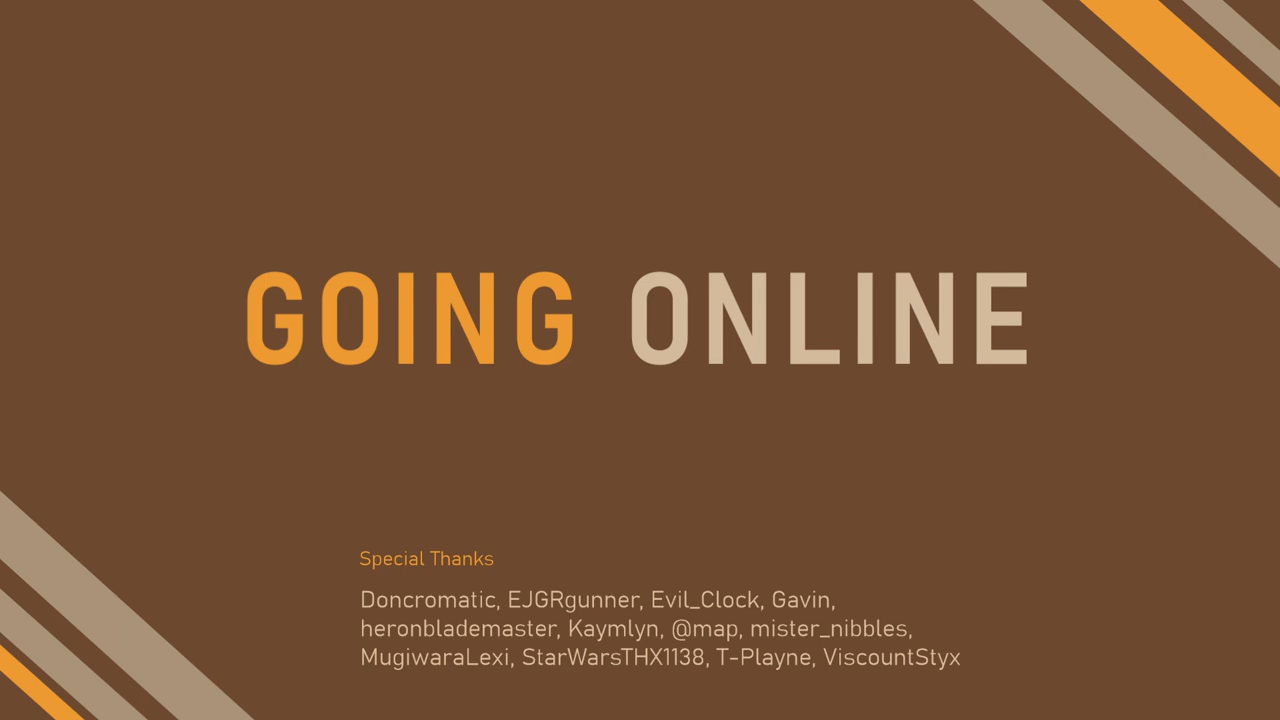 GOING ONLINE
Special Thanks
Doncromatic, EJGRgunner, Evil_Clock, Gavin,
heronblademaster, Kaymlyn, @map, mister_nibbles,
MugiwaraLexi, StarWarsTHX1138, T-Playne, ViscountStyx